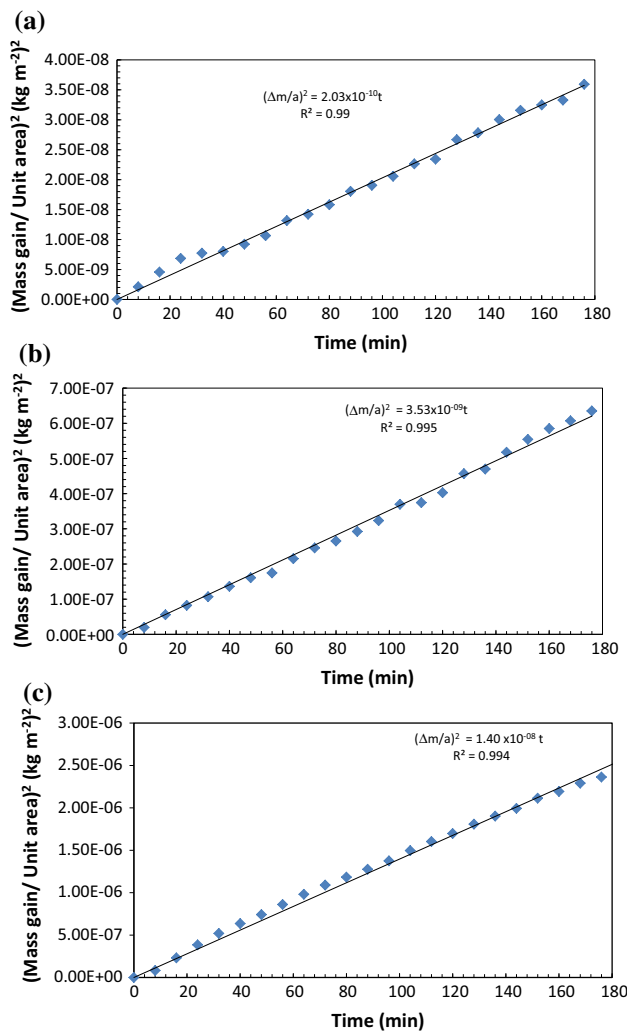 (a)
(Mass gain/ Unit area)² (kg m⁻²)²
4.00E-08
3.50E-08
3.00E-08
2.50E-08
2.00E-08
1.50E-08
1.00E-08
5.00E-09
0.00E+00
(Δm/a)² = 2.03x10⁻¹⁰t
R² = 0.99
0 20 40 60 80 100 120 140 160 180
Time (min)
(b)
(Mass gain/ Unit area)² (kg m⁻²)²
7.00E-07
6.00E-07
5.00E-07
4.00E-07
3.00E-07
2.00E-07
1.00E-07
0.00E+00
(Δm/a)² = 3.53x10⁻⁰⁹t
R² = 0.995
0 20 40 60 80 100 120 140 160 180
Time (min)
(c)
(Mass gain/ Unit area)² (kg m⁻²)²
3.00E-06
2.50E-06
2.00E-06
1.50E-06
1.00E-06
5.00E-07
0.00E+00
(Δm/a)² = 1.40 x10⁻⁰⁸ t
R² = 0.994
0 20 40 60 80 100 120 140 160 180
Time (min)